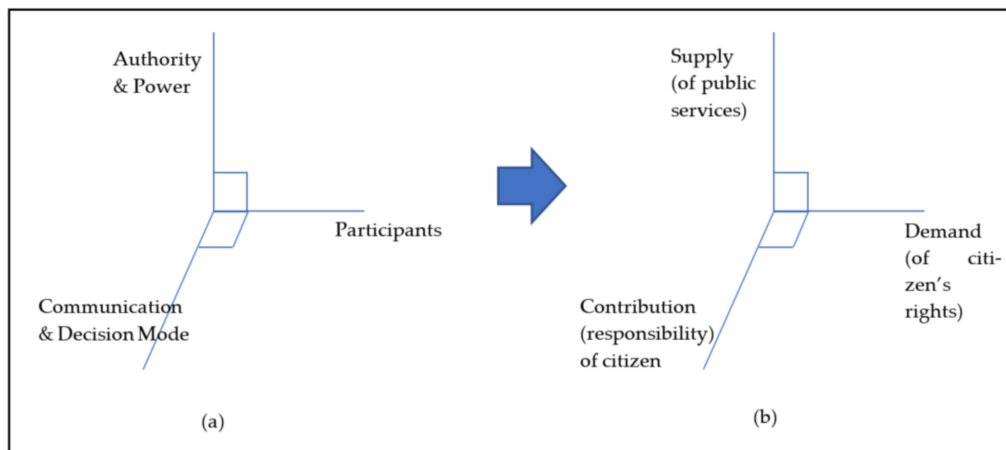 Authority
& Power
Participants
Communication
& Decision Mode
(a)
Supply
(of public
services)
Demand
(of citi-
zen's
rights)
Contribution
(responsibility)
of citizen
(b)